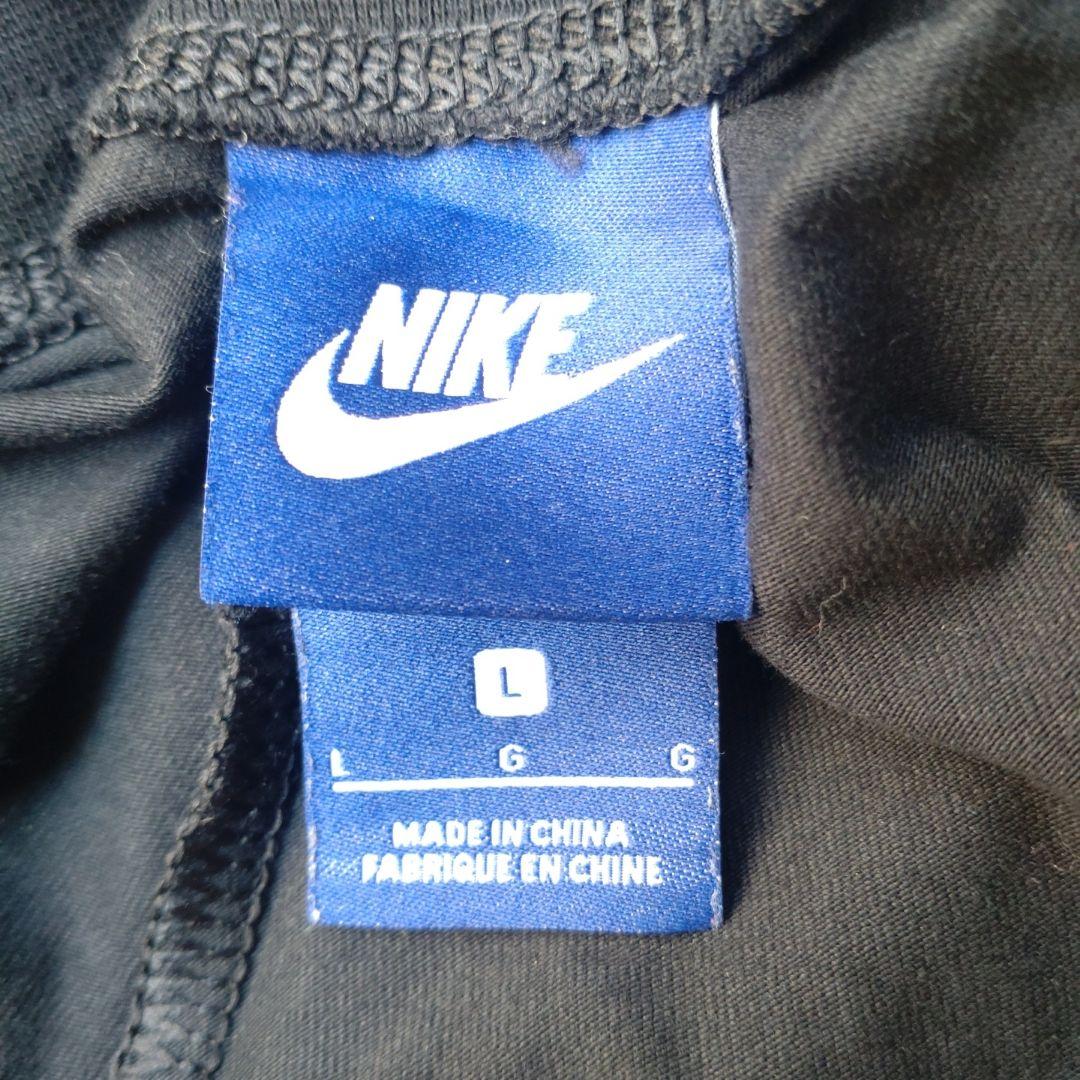 NIKE
L
L G G
MADE IN CHINA
FABRIQUE EN CHINE